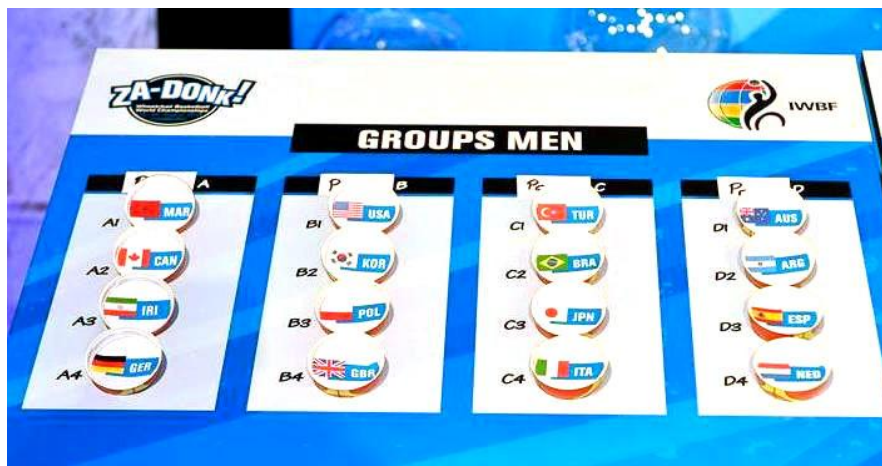 ZA-DONK!
Wheelchair Basketball
World Championships
IWBF
GROUPS MEN
A
A1 MAR
A2 CAN
A3 IRI
A4 GER
P B
B1 USA
B2 KOR
B3 POL
B4 GBR
C
C1 TUR
C2 BRA
C3 JPN
C4 ITA
D
D1 AUS
D2 ARG
D3 ESP
D4 NED